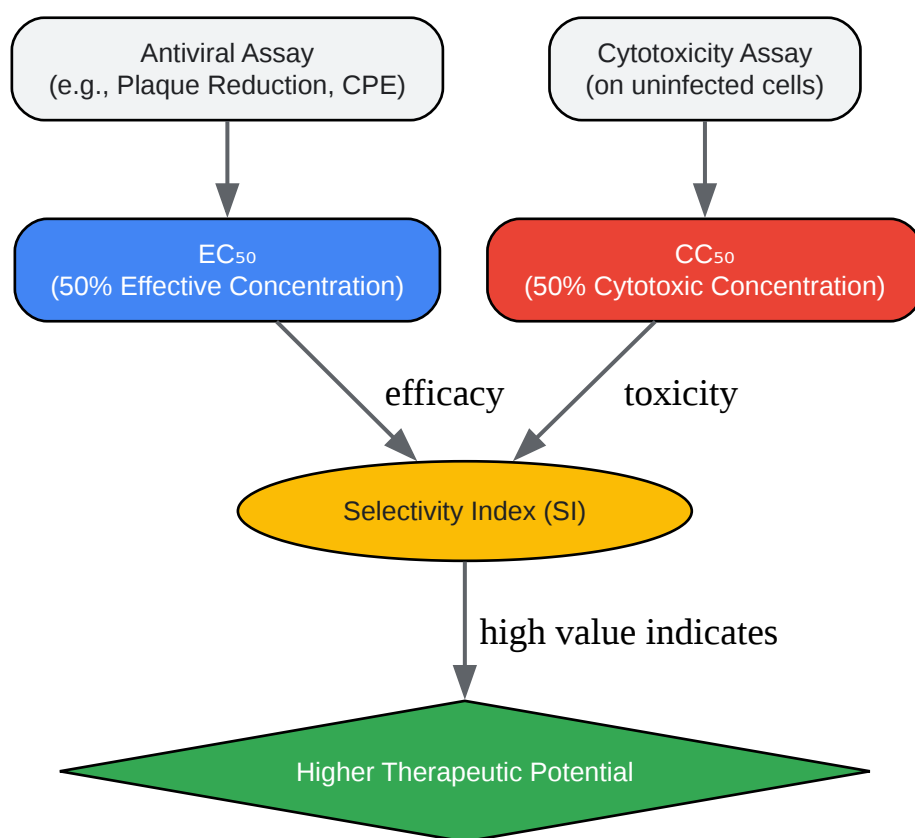 Antiviral Assay
(e.g., Plaque Reduction, CPE)
Cytotoxicity Assay
(on uninfected cells)
EC₅₀
(50% Effective Concentration)
CC₅₀
(50% Cytotoxic Concentration)
efficacy
toxicity
Selectivity Index (SI)
high value indicates
Higher Therapeutic Potential